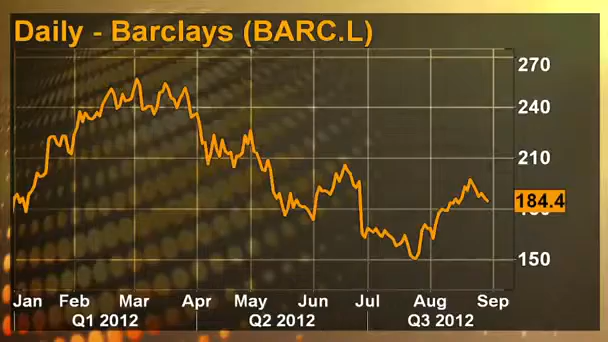 Daily - Barclays (BARC.L)
270
240
210
184.4
150
Jan Feb Mar Apr May Jun Jul Aug Sep
Q1 2012 Q2 2012 Q3 2012